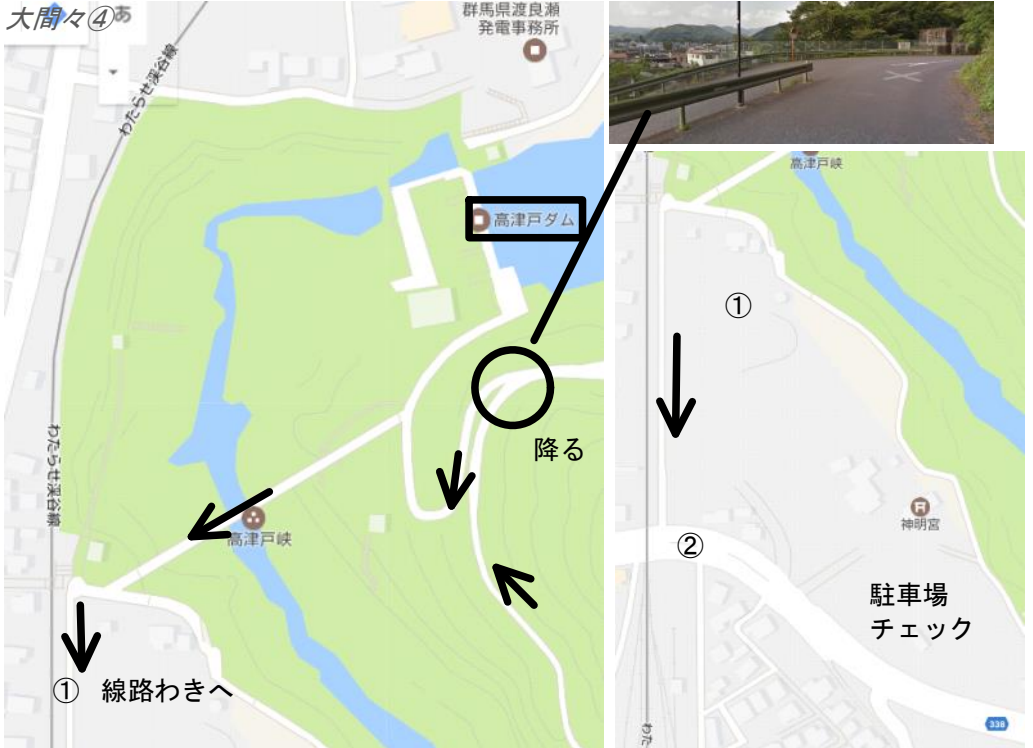 大間々④
あ
群馬県渡良瀬
発電事務所
わたらせ渓谷線
高津戸ダム
降る
わたらせ渓谷線
高津戸峡
① 線路わきへ
高津戸峡
①
神明宮
②
駐車場
チェック
338
わた